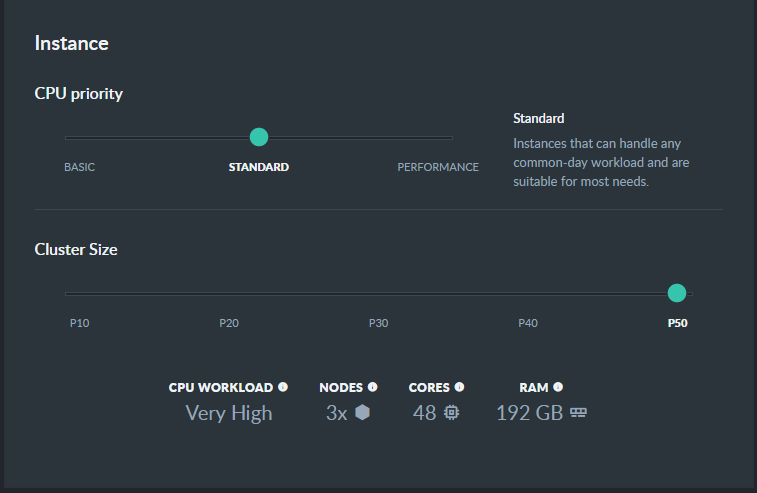 Instance
CPU priority
BASIC
STANDARD
PERFORMANCE
Standard
Instances that can handle any
common-day workload and are
suitable for most needs.
Cluster Size
P10
P20
P30
P40
P50
CPU WORKLOAD
Very High
NODES
3x
CORES
48
RAM
192 GB